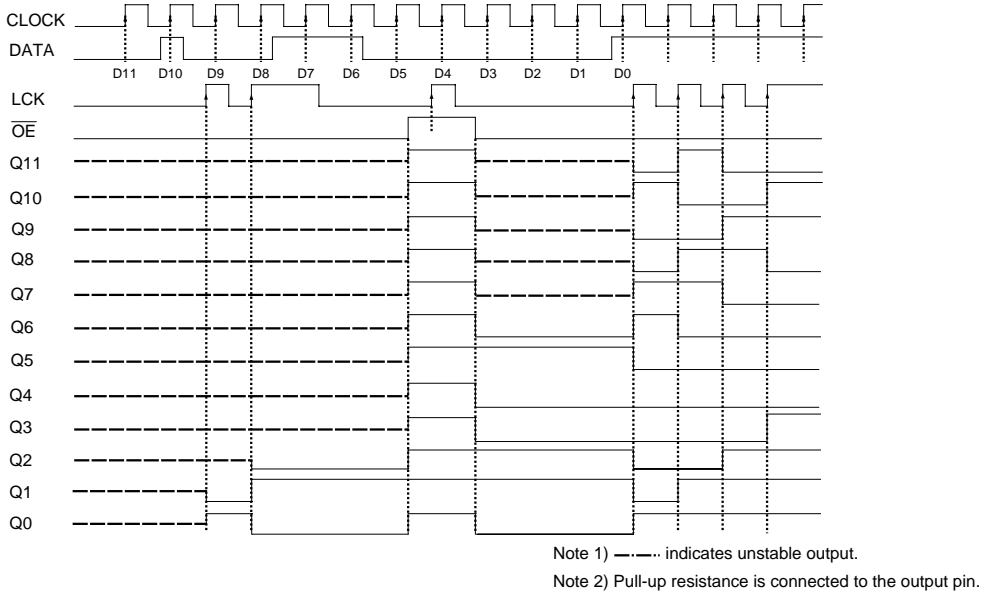 CLOCK
DATA
D11 D10 D9 D8 D7 D6 D5 D4 D3 D2 D1 D0
LCK
OE
Q11
Q10
Q9
Q8
Q7
Q6
Q5
Q4
Q3
Q2
Q1
Q0
Note 1) indicates unstable output.
Note 2) Pull-up resistance is connected to the output pin.